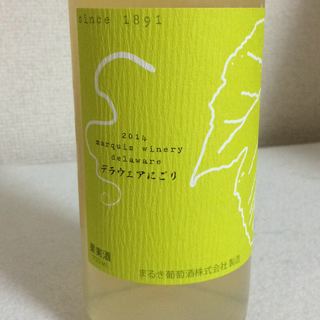 since 1891
2014
marquis winery
delaware
デラウェアにごり
果実酒
まるき葡萄酒株式会社 製造